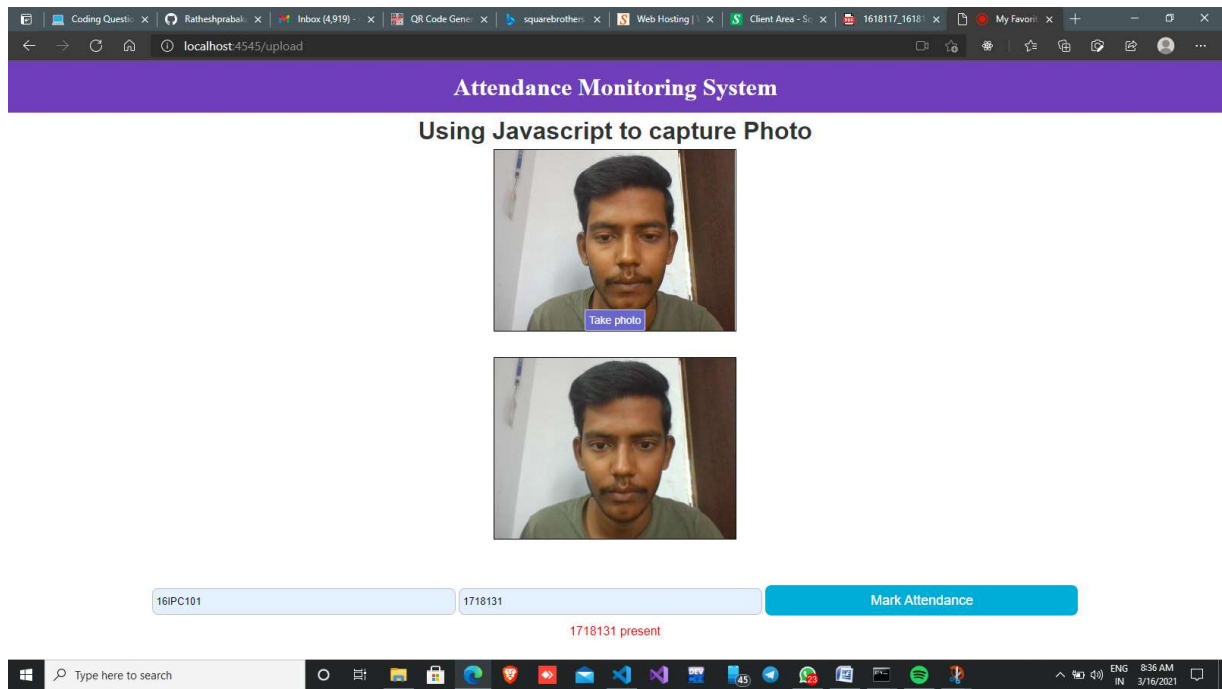 Coding Questio
Ratheshprabak
Inbox (4,919) -
QR Code Gener
squarebrothers
Web Hosting |
Client Area - So
1618117_1618
My Favorit
localhost:4545/upload
Attendance Monitoring System
Using Javascript to capture Photo
Take photo
16IPC101
1718131
Mark Attendance
1718131 present
Type here to search
DEV
45
23
ENG
IN
8:36 AM
3/16/2021